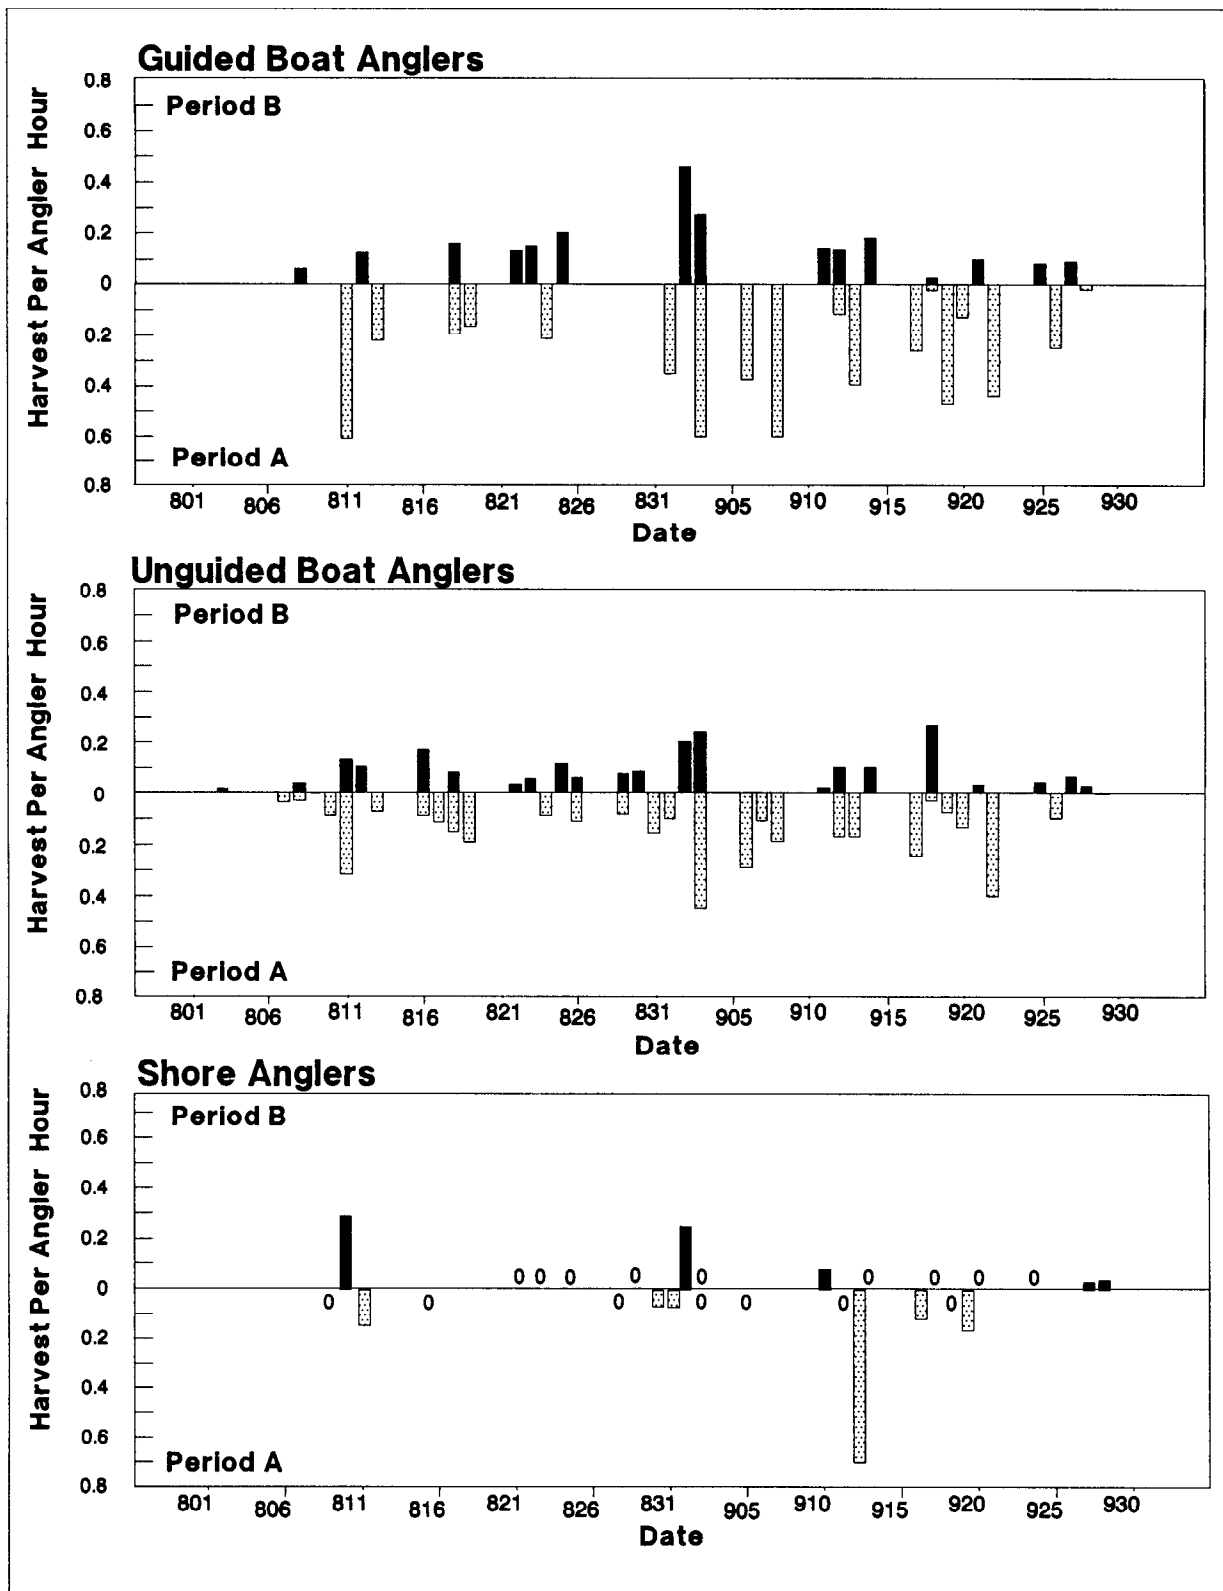 Guided Boat Anglers
Harvest Per Angler Hour
Period B
0.8
0.6
0.4
0.2
0
0.2
0.4
0.6
0.8
Period A
801 806 811 816 821 826 831 905 910 915 920 925 930
Date
Unguided Boat Anglers
Harvest Per Angler Hour
Period B
0.8
0.6
0.4
0.2
0
0.2
0.4
0.6
0.8
Period A
801 806 811 816 821 826 831 905 910 915 920 925 930
Date
Shore Anglers
Harvest Per Angler Hour
Period B
0.8
0.6
0.4
0.2
0 0 0 0 0 0 0 0 0
0
0 0 0 0 0 0 0
0.2
0.4
0.6
0.8
Period A
801 806 811 816 821 826 831 905 910 915 920 925 930
Date